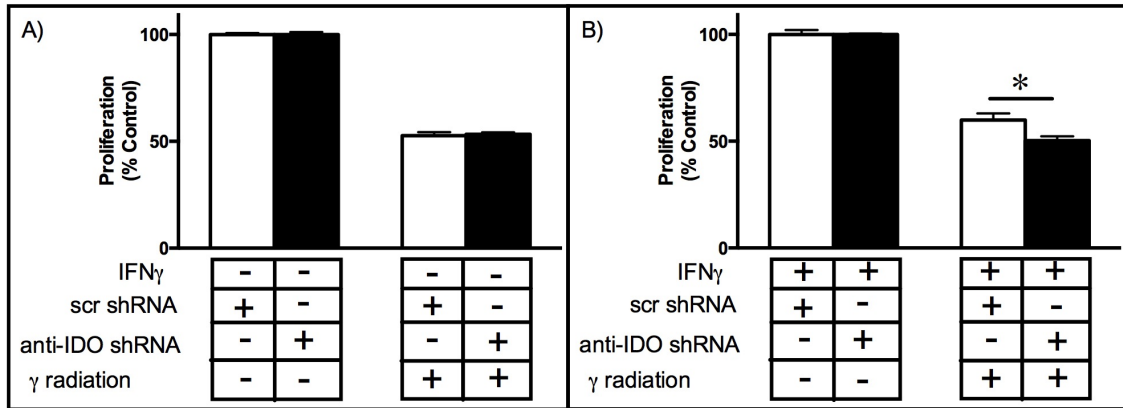 A)
Proliferation
(% Control)
100
50
0
IFNγ - - - -
scr shRNA + - + -
anti-IDO shRNA - + - +
γ radiation - - + +
B)
Proliferation
(% Control)
100
50
0
*
IFNγ + + + +
scr shRNA + - + -
anti-IDO shRNA - + - +
γ radiation - - + +